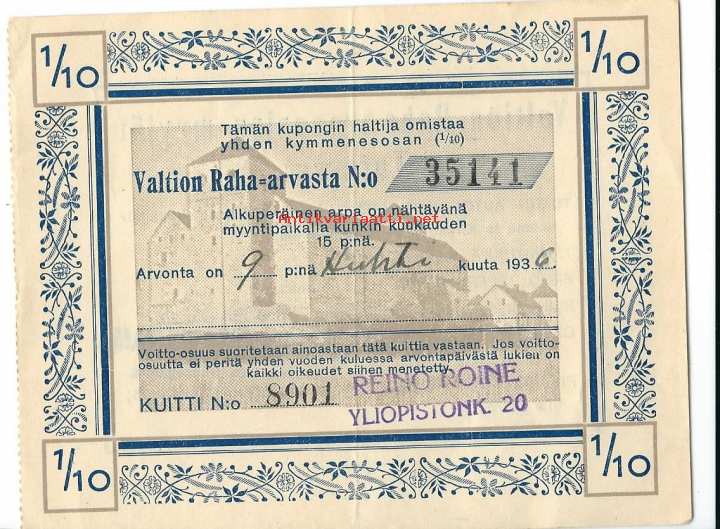 1/10 1/10
Tämän kupongin haltija omistaa
yhden kymmenesosan (1/10)
Valtion Raha=arvasta N:o 35141
Alkuperäinen arpa on nähtävänä
Antikvariaatti.net
myyntipaikalla kunkin kuukauden
15 p:nä.
Arvonta on 9 p:nä Huhti kuuta 1936.
Voitto-osuus suoritetaan ainoastaan tätä kuittia vastaan. Jos voitto-
osuutta ei peritä yhden vuoden kuluessa arvontapäivästä lukien on
kaikki oikeudet siihen menetetty.
KUITTI N:o 8901
REINO ROINE
YLIOPISTONK. 20
1/10 1/10